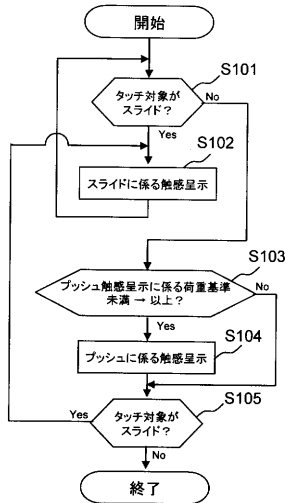 開始
S101
タッチ対象が
スライド?
No
Yes
S102
スライドに係る触感呈示
S103
プッシュ触感呈示に係る荷重基準
未満 → 以上?
No
Yes
S104
プッシュに係る触感呈示
S105
Yes
タッチ対象が
スライド?
No
終了